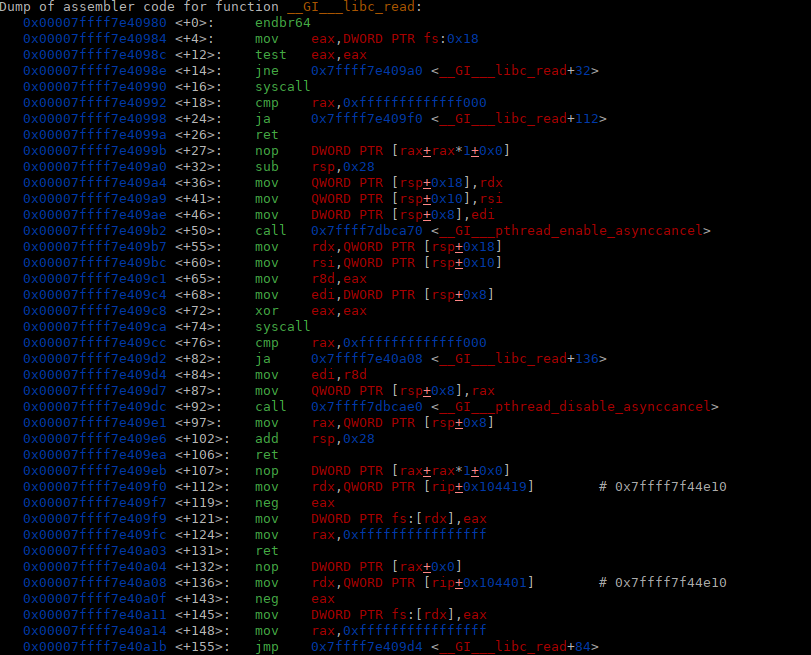 Dump of assembler code for function __GI___libc_read:
0x00007ffff7e40980 <+0>: endbr64
0x00007ffff7e40984 <+4>: mov eax,DWORD PTR fs:0x18
0x00007ffff7e4098c <+12>: test eax,eax
0x00007ffff7e4098e <+14>: jne 0x7ffff7e409a0 <__GI___libc_read+32>
0x00007ffff7e40990 <+16>: syscall
0x00007ffff7e40992 <+18>: cmp rax,0xfffffffffffff000
0x00007ffff7e40998 <+24>: ja 0x7ffff7e409f0 <__GI___libc_read+112>
0x00007ffff7e4099a <+26>: ret
0x00007ffff7e4099b <+27>: nop DWORD PTR [rax+rax*1+0x0]
0x00007ffff7e409a0 <+32>: sub rsp,0x28
0x00007ffff7e409a4 <+36>: mov QWORD PTR [rsp+0x18],rdx
0x00007ffff7e409a9 <+41>: mov QWORD PTR [rsp+0x10],rsi
0x00007ffff7e409ae <+46>: mov DWORD PTR [rsp+0x8],edi
0x00007ffff7e409b2 <+50>: call 0x7ffff7dbca70 <__GI___pthread_enable_asynccancel>
0x00007ffff7e409b7 <+55>: mov rdx,QWORD PTR [rsp+0x18]
0x00007ffff7e409bc <+60>: mov rsi,QWORD PTR [rsp+0x10]
0x00007ffff7e409c1 <+65>: mov r8d,eax
0x00007ffff7e409c4 <+68>: mov edi,DWORD PTR [rsp+0x8]
0x00007ffff7e409c8 <+72>: xor eax,eax
0x00007ffff7e409ca <+74>: syscall
0x00007ffff7e409cc <+76>: cmp rax,0xfffffffffffff000
0x00007ffff7e409d2 <+82>: ja 0x7ffff7e40a08 <__GI___libc_read+136>
0x00007ffff7e409d4 <+84>: mov edi,r8d
0x00007ffff7e409d7 <+87>: mov QWORD PTR [rsp+0x8],rax
0x00007ffff7e409dc <+92>: call 0x7ffff7dbcae0 <__GI___pthread_disable_asynccancel>
0x00007ffff7e409e1 <+97>: mov rax,QWORD PTR [rsp+0x8]
0x00007ffff7e409e6 <+102>: add rsp,0x28
0x00007ffff7e409ea <+106>: ret
0x00007ffff7e409eb <+107>: nop DWORD PTR [rax+rax*1+0x0]
0x00007ffff7e409f0 <+112>: mov rdx,QWORD PTR [rip+0x104419] # 0x7ffff7f44e10
0x00007ffff7e409f7 <+119>: neg eax
0x00007ffff7e409f9 <+121>: mov DWORD PTR fs:[rdx],eax
0x00007ffff7e409fc <+124>: mov rax,0xffffffffffffffff
0x00007ffff7e40a03 <+131>: ret
0x00007ffff7e40a04 <+132>: nop DWORD PTR [rax+0x0]
0x00007ffff7e40a08 <+136>: mov rdx,QWORD PTR [rip+0x104401] # 0x7ffff7f44e10
0x00007ffff7e40a0f <+143>: neg eax
0x00007ffff7e40a11 <+145>: mov DWORD PTR fs:[rdx],eax
0x00007ffff7e40a14 <+148>: mov rax,0xffffffffffffffff
0x00007ffff7e40a1b <+155>: jmp 0x7ffff7e409d4 <__GI___libc_read+84>